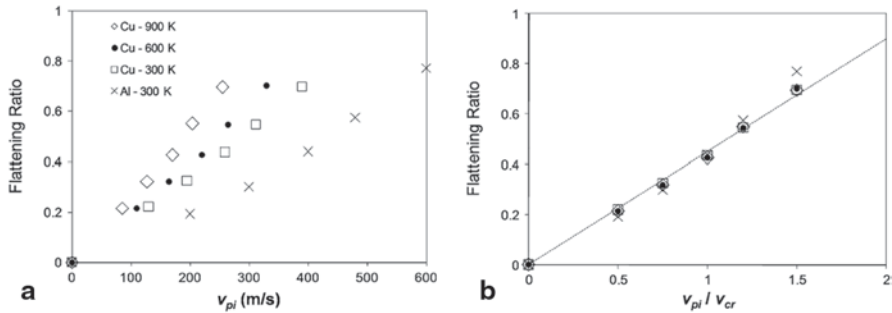 1
0.8
0.6
0.4
0.2
0
Flattening Ratio
◇ Cu - 900 K
• Cu - 600 K
□ Cu - 300 K
× Al - 300 K
0 100 200 300 400 500 600
v_pi (m/s)
a
1
0.8
0.6
0.4
0.2
0
Flattening Ratio
0 0.5 1 1.5 2
v_pi / v_cr
b